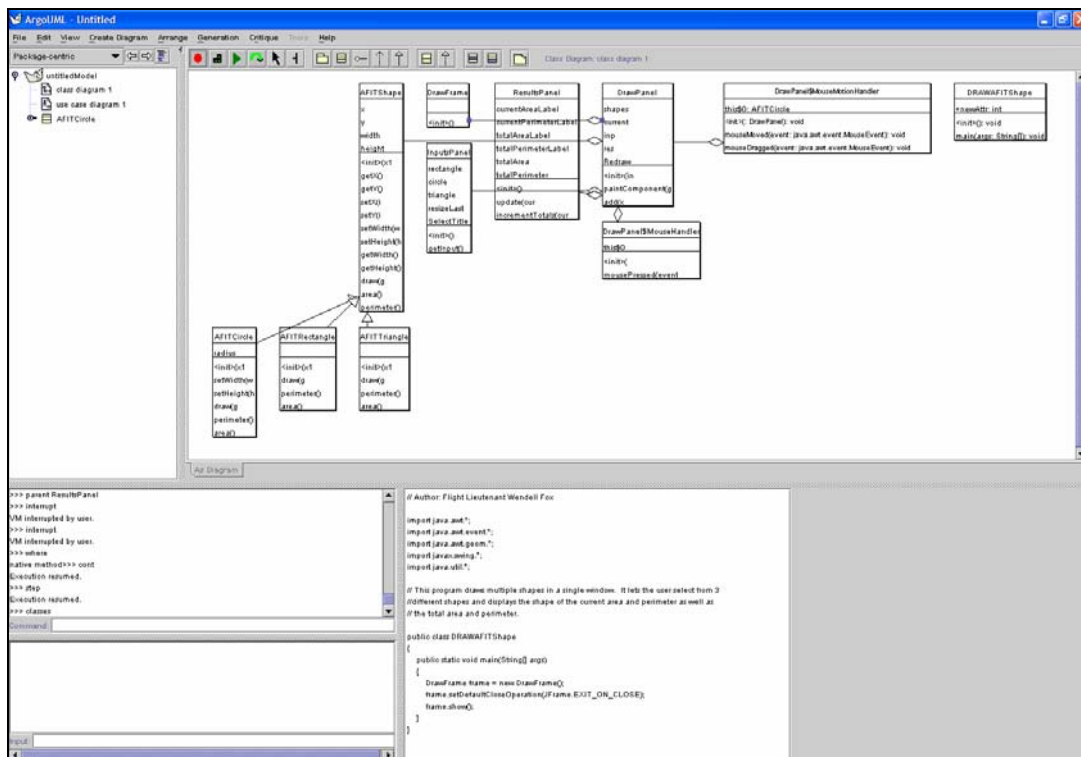 ArgoUML - Untitled
File Edit View Create Diagram Arrange Generation Critique Tools Help
Package-centric
Class Diagram: class diagram 1
untitledModel
class diagram 1
use case diagram 1
AFITCircle
AFITShape
x
y
width
height
<init>(x1
getX()
getY()
setX()
setY()
setWidth(w
setHeight(h
getWidth()
getHeight()
draw(g
area()
perimeter()
DrawFrame
<init>()
InputsPanel
rectangle
circle
triangle
resizeLast
SelectTitle
<init>()
getInput()
ResultsPanel
currentAreaLabel
currentPerimeterLabel
totalAreaLabel
totalPerimeterLabel
totalArea
totalPerimeter
<init>()
update(cur
incrementTotals(cur
DrawPanel
shapes
current
inp
res
Redraw
<init>(in
paintComponent(g
add(x
DrawPanel$MouseHandler
this$0
<init>(
mousePressed(event
DrawPanel$MouseMotionHandler
this$0: AFITCircle
<init>( : DrawPanel): void
mouseMoved(event: java.awt.event.MouseEvent): void
mouseDragged(event: java.awt.event.MouseEvent): void
DRAWAFITShape
+newAttr: int
<init>(): void
main(args: String[]): void
AFITCircle
radius
<init>(x1
setWidth(w
setHeight(h
draw(g
perimeter()
area()
AFITRectangle
<init>(x1
draw(g
perimeter()
area()
AFITTriangle
<init>(x1
draw(g
perimeter()
area()
As Diagram
>>> parent ResultsPanel
>>> interrupt
VM interrupted by user.
>>> interrupt
VM interrupted by user.
>>> where
native method>>> cont
Execution resumed.
>>> step
Execution resumed.
>>> classes
Command:
Input:
// Author: Flight Lieutenant Wendell Fox
import java.awt.*;
import java.awt.event.*;
import java.awt.geom.*;
import javax.swing.*;
import java.util.*;
// This program draws multiple shapes in a single window. It lets the user select from 3
//different shapes and displays the shape of the current area and perimeter as well as
// the total area and perimeter.
public class DRAWAFITShape
{
public static void main(String[] args)
{
DrawFrame frame = new DrawFrame();
frame.setDefaultCloseOperation(JFrame.EXIT_ON_CLOSE);
frame.show();
}
}